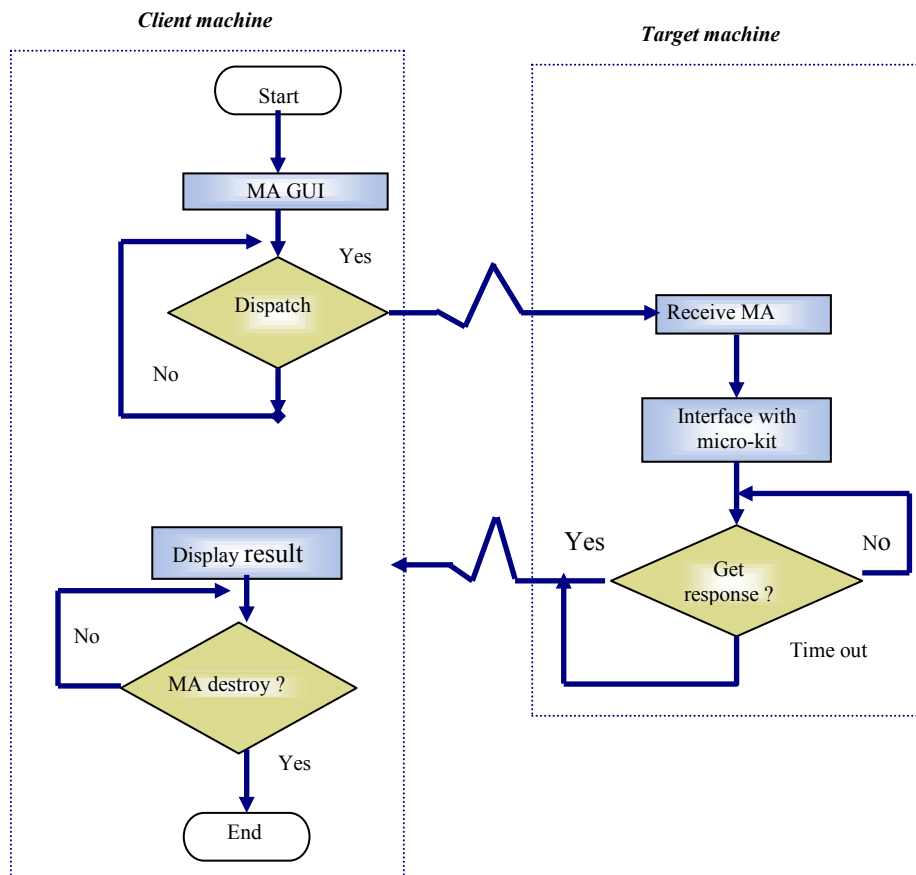 Client machine
Target machine
Start
MA GUI
Yes
Dispatch
No
Receive MA
Interface with
micro-kit
Yes
No
Get
response ?
Time out
Display result
No
MA destroy ?
Yes
End